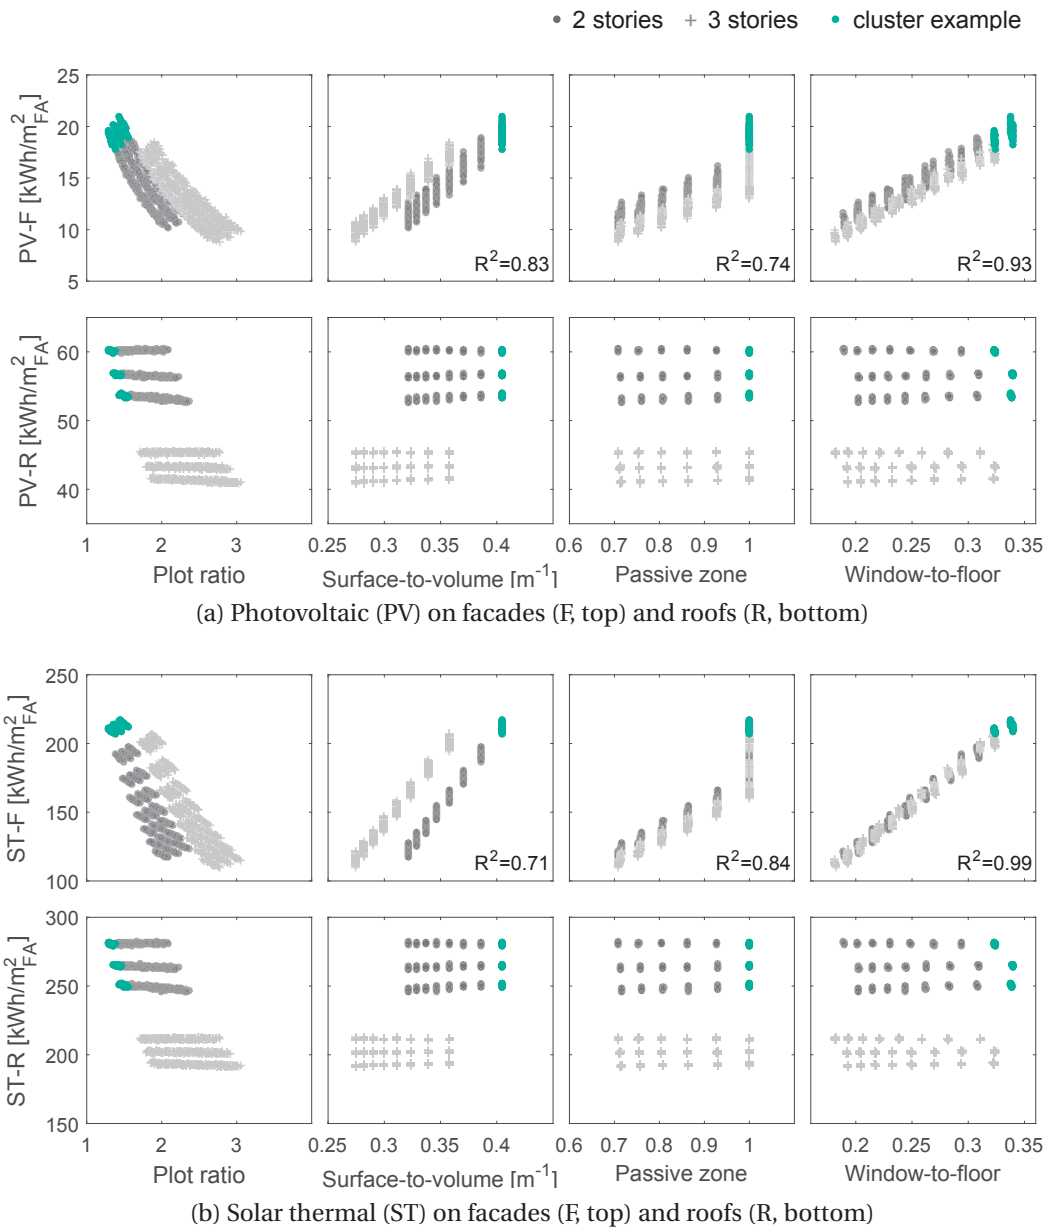 2 stories 3 stories cluster example
25
20
15
10
5
PV-F [kWh/m²FA]
R²=0.83
R²=0.74
R²=0.93
60
50
40
PV-R [kWh/m²FA]
1 2 3
0.25 0.3 0.35 0.4
0.6 0.7 0.8 0.9 1
0.2 0.25 0.3 0.35
Plot ratio
Surface-to-volume [m⁻¹]
Passive zone
Window-to-floor
(a) Photovoltaic (PV) on facades (F, top) and roofs (R, bottom)
250
200
150
100
ST-F [kWh/m²FA]
R²=0.71
R²=0.84
R²=0.99
300
250
200
150
ST-R [kWh/m²FA]
1 2 3
0.25 0.3 0.35 0.4
0.6 0.7 0.8 0.9 1
0.2 0.25 0.3 0.35
Plot ratio
Surface-to-volume [m⁻¹]
Passive zone
Window-to-floor
(b) Solar thermal (ST) on facades (F, top) and roofs (R, bottom)